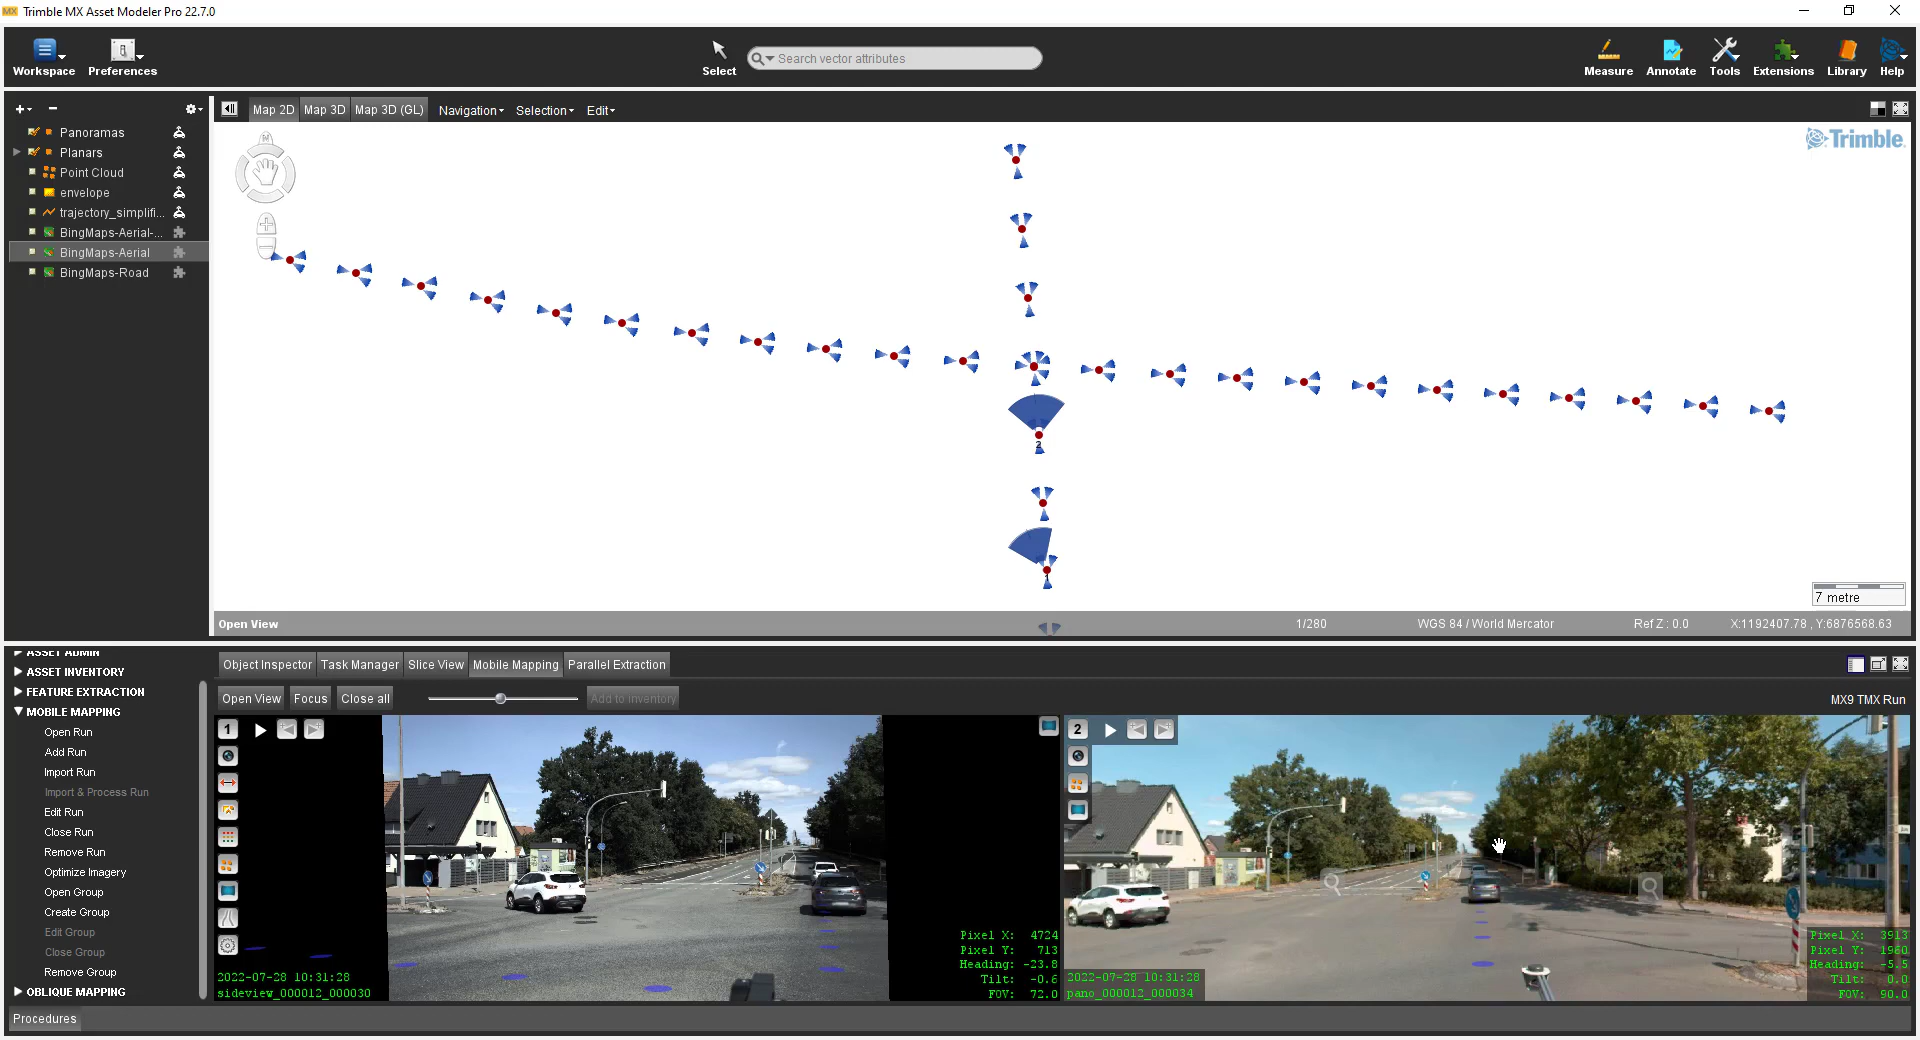 MX Trimble MX Asset Modeler Pro 22.7.0
Workspace
Preferences
Select
Search vector attributes
Measure
Annotate
Tools
Extensions
Library
Help
Map 2D
Map 3D
Map 3D (GL)
Navigation
Selection
Edit
Panoramas
Planars
Point Cloud
envelope
trajectory_simplifi...
BingMaps-Aerial-...
BingMaps-Aerial
BingMaps-Road
Trimble.
2
1
7 metre
Open View
1/280
WGS 84 / World Mercator
Ref Z : 0.0
X:1192407.78 , Y:6876568.63
ASSET ADMIN
ASSET INVENTORY
FEATURE EXTRACTION
MOBILE MAPPING
Open Run
Add Run
Import Run
Import & Process Run
Edit Run
Close Run
Remove Run
Optimize Imagery
Open Group
Create Group
Edit Group
Close Group
Remove Group
OBLIQUE MAPPING
Object Inspector
Task Manager
Slice View
Mobile Mapping
Parallel Extraction
Open View
Focus
Close all
Add to inventory
MX9 TMX Run
1
Pixel X: 4724
Pixel Y: 713
Heading: -23.8
Tilt: -0.6
FOV: 72.0
2022-07-28 10:31:28
sideview_000012_000030
2
Pixel X: 3913
Pixel Y: 1960
Heading: -5.5
Tilt: 0.0
FOV: 90.0
2022-07-28 10:31:28
pano_000012_000034
Procedures